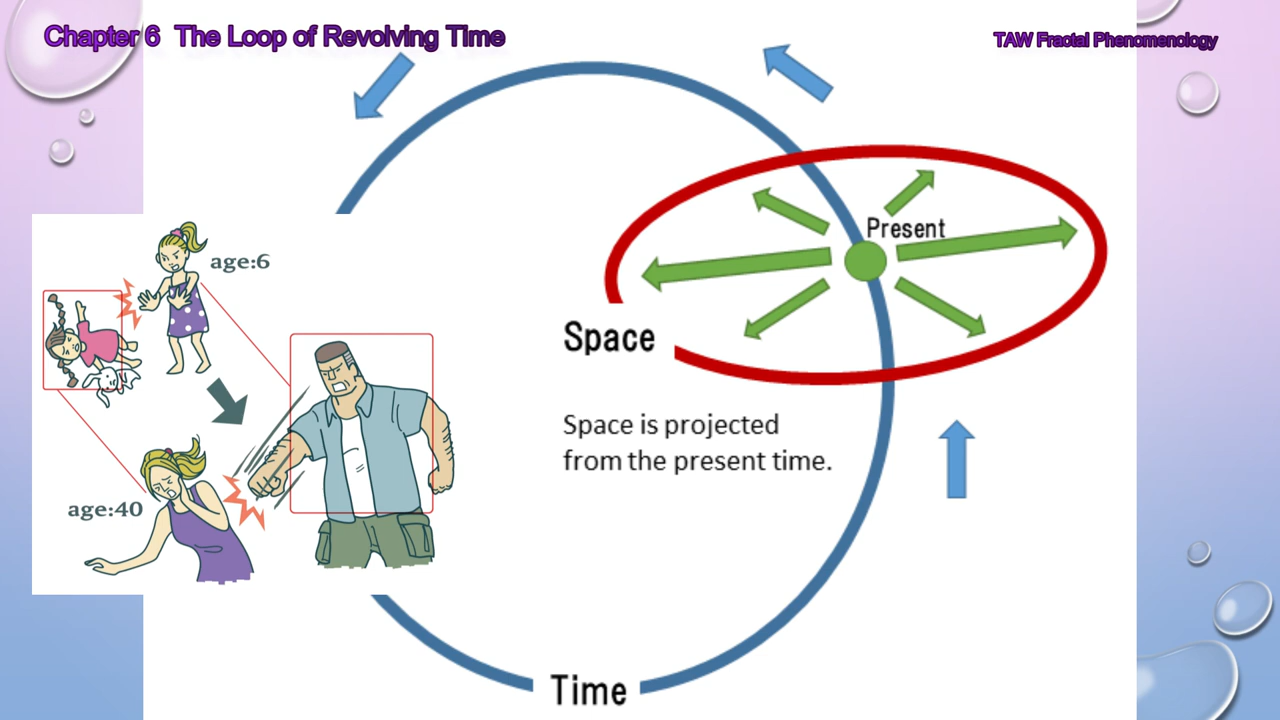 Chapter 6 The Loop of Revolving Time
TAW Fractal Phenomenology
age:6
Present
Space
Space is projected
from the present time.
age:40
Time